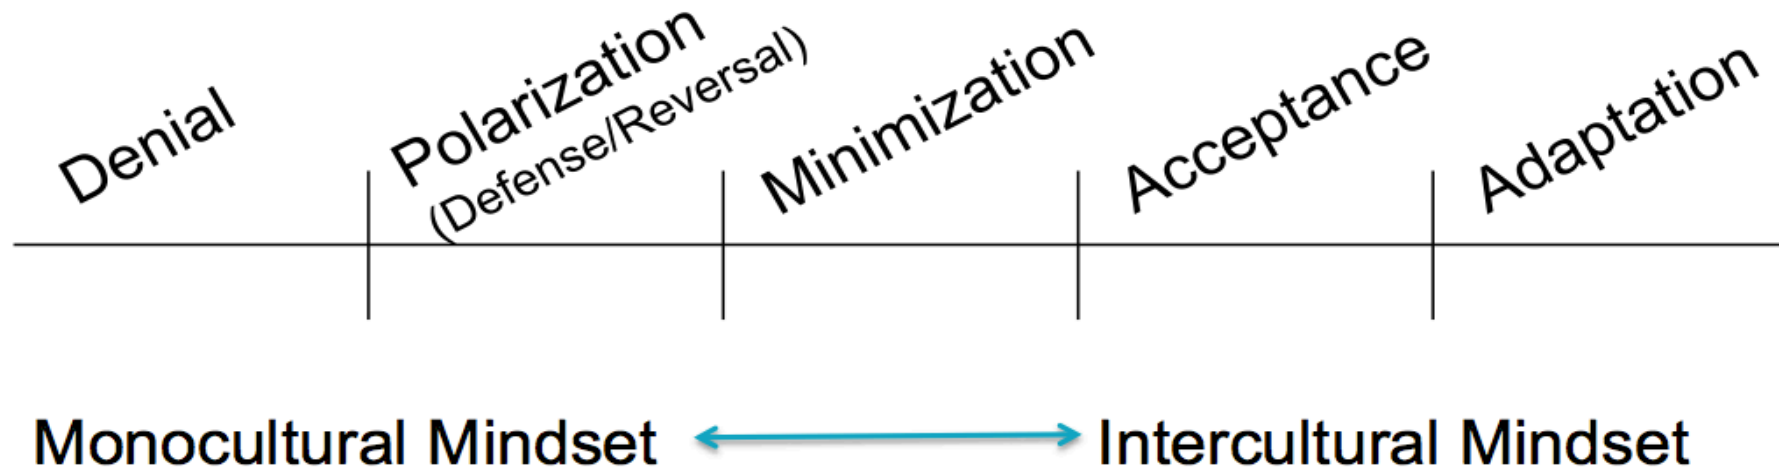 Denial
Polarization
(Defense/Reversal)
Minimization
Acceptance
Adaptation
Monocultural Mindset
Intercultural Mindset